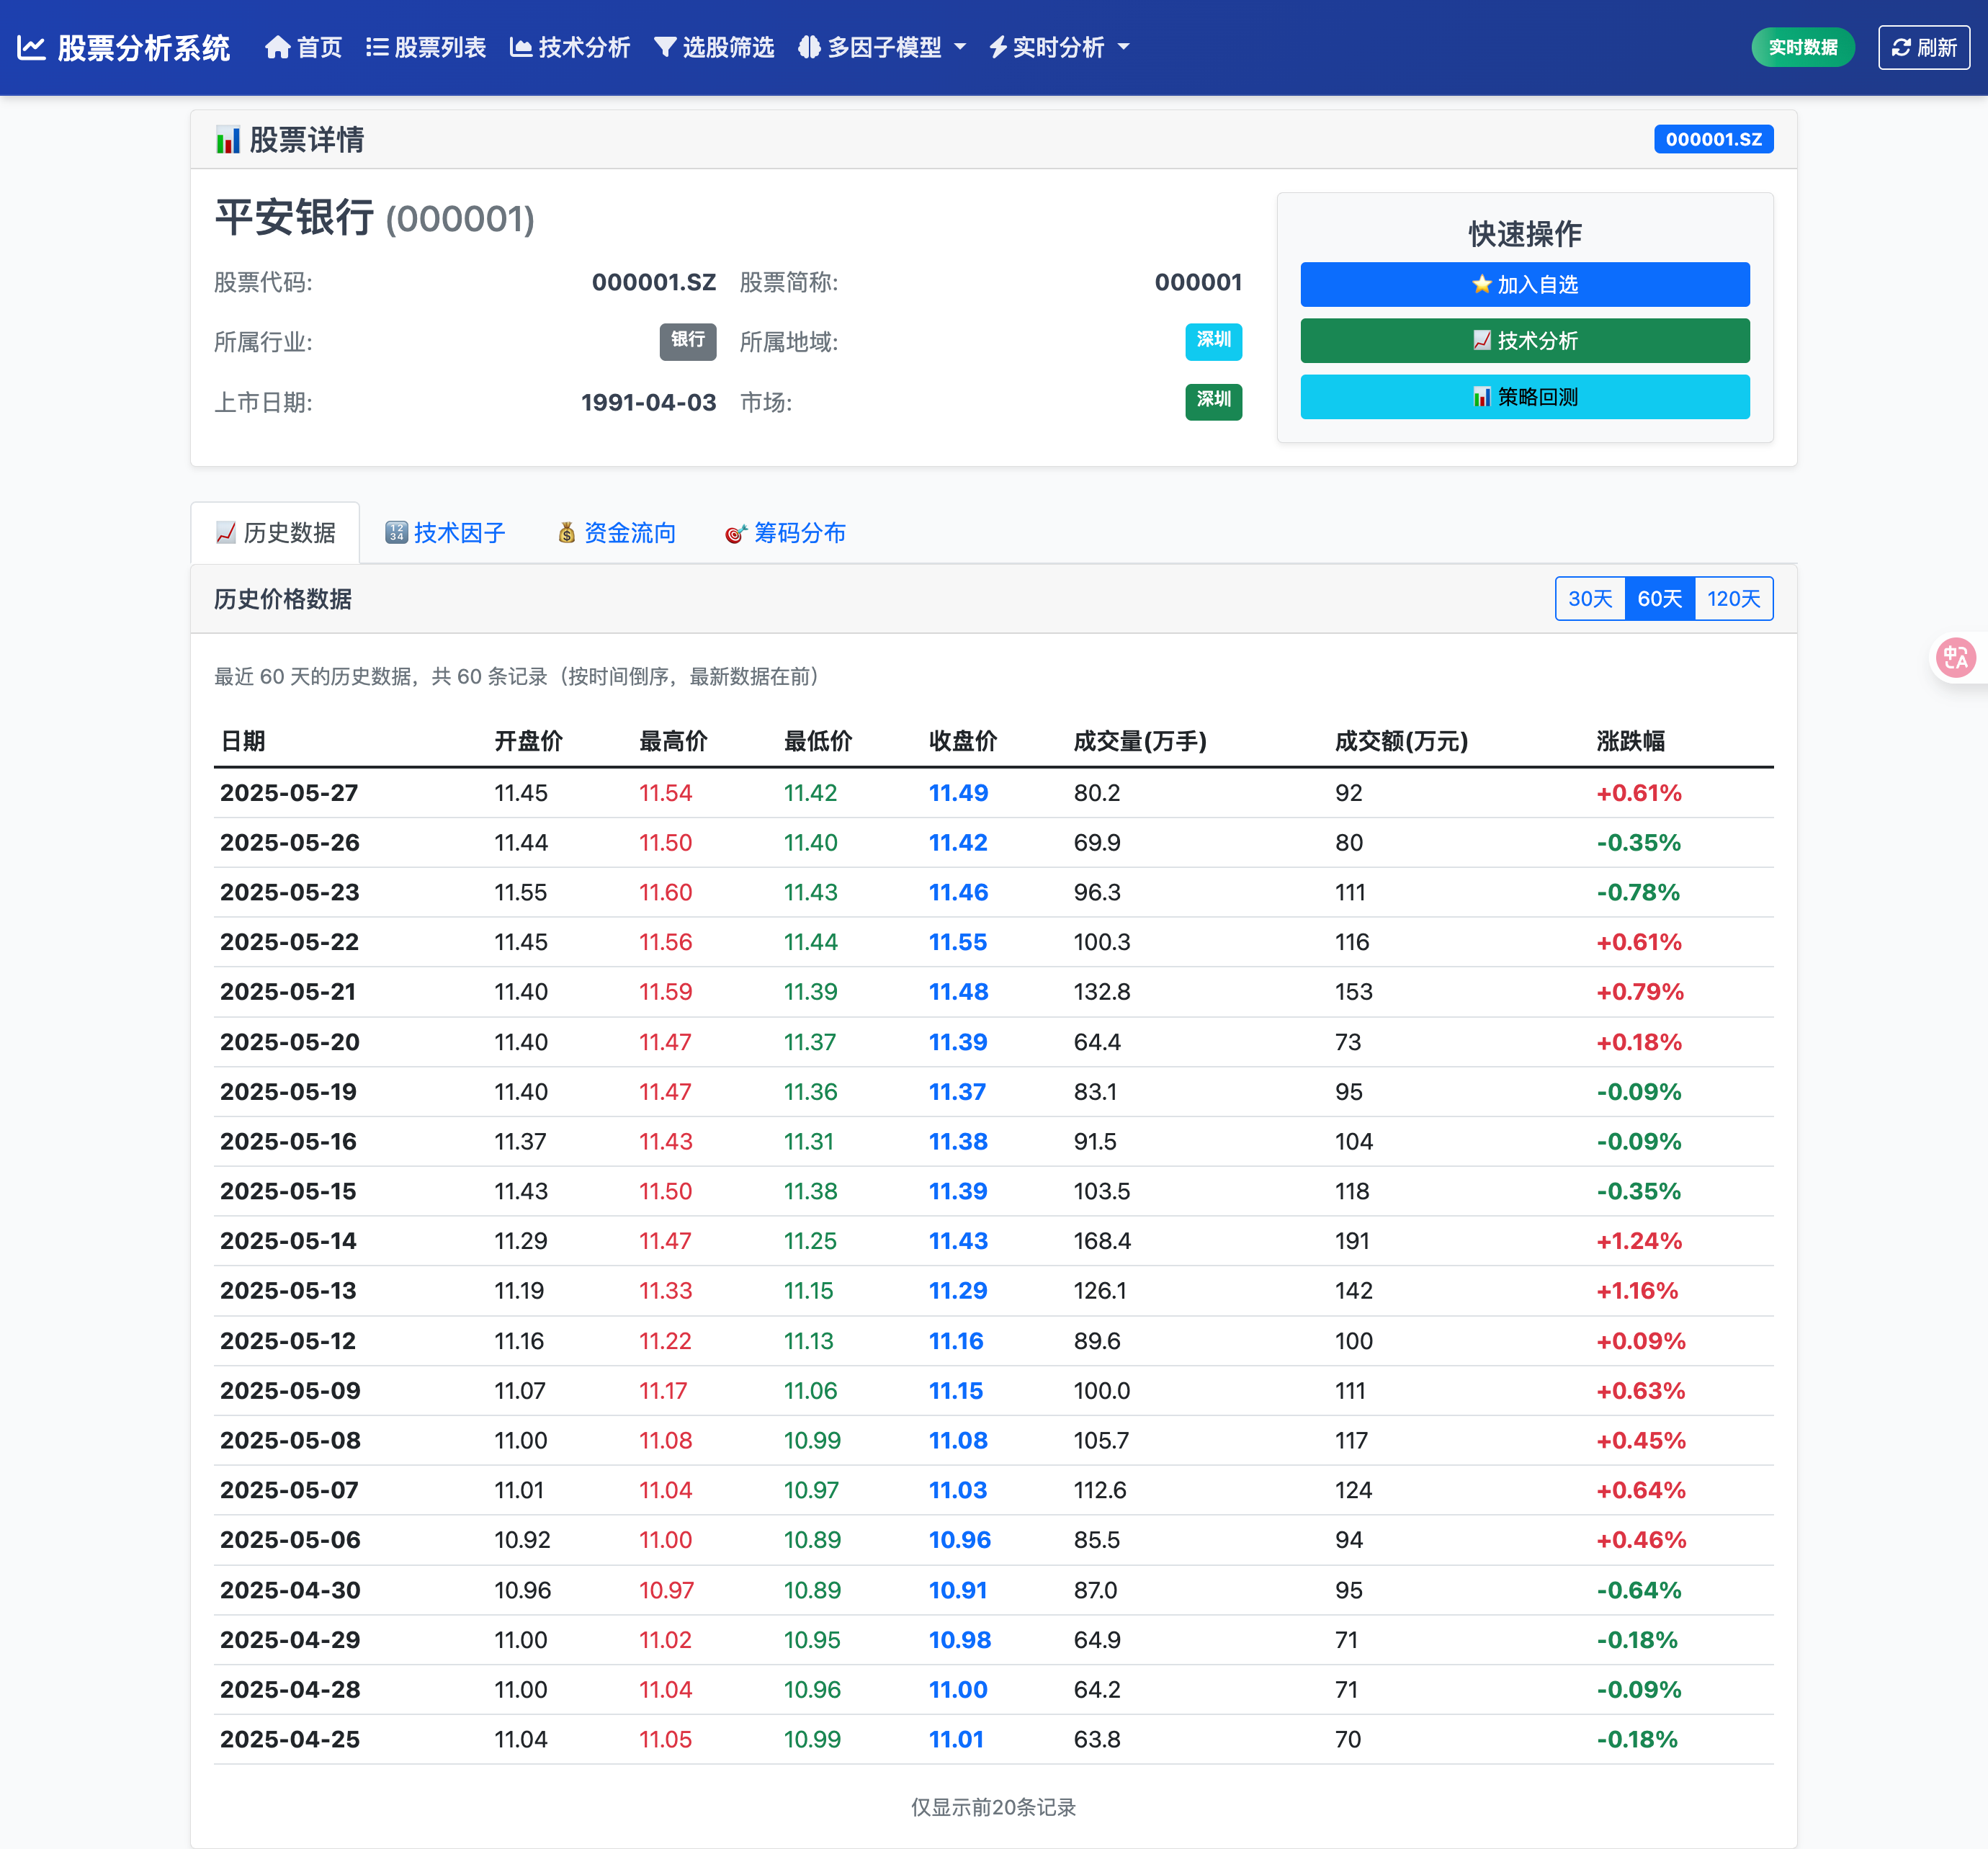 股票分析系统 首页 股票列表 技术分析 选股筛选 多因子模型 实时分析 实时数据 刷新
股票详情 000001.SZ
平安银行 (000001)
股票代码: 000001.SZ 股票简称: 000001
所属行业: 银行 所属地域: 深圳
上市日期: 1991-04-03 市场: 深圳
快速操作
加入自选
技术分析
策略回测
历史数据 技术因子 资金流向 筹码分布
历史价格数据 30天 60天 120天
最近 60 天的历史数据，共 60 条记录（按时间倒序，最新数据在前）
日期 开盘价 最高价 最低价 收盘价 成交量(万手) 成交额(万元) 涨跌幅
2025-05-27 11.45 11.54 11.42 11.49 80.2 92 +0.61%
2025-05-26 11.44 11.50 11.40 11.42 69.9 80 -0.35%
2025-05-23 11.55 11.60 11.43 11.46 96.3 111 -0.78%
2025-05-22 11.45 11.56 11.44 11.55 100.3 116 +0.61%
2025-05-21 11.40 11.59 11.39 11.48 132.8 153 +0.79%
2025-05-20 11.40 11.47 11.37 11.39 64.4 73 +0.18%
2025-05-19 11.40 11.47 11.36 11.37 83.1 95 -0.09%
2025-05-16 11.37 11.43 11.31 11.38 91.5 104 -0.09%
2025-05-15 11.43 11.50 11.38 11.39 103.5 118 -0.35%
2025-05-14 11.29 11.47 11.25 11.43 168.4 191 +1.24%
2025-05-13 11.19 11.33 11.15 11.29 126.1 142 +1.16%
2025-05-12 11.16 11.22 11.13 11.16 89.6 100 +0.09%
2025-05-09 11.07 11.17 11.06 11.15 100.0 111 +0.63%
2025-05-08 11.00 11.08 10.99 11.08 105.7 117 +0.45%
2025-05-07 11.01 11.04 10.97 11.03 112.6 124 +0.64%
2025-05-06 10.92 11.00 10.89 10.96 85.5 94 +0.46%
2025-04-30 10.96 10.97 10.89 10.91 87.0 95 -0.64%
2025-04-29 11.00 11.02 10.95 10.98 64.9 71 -0.18%
2025-04-28 11.00 11.04 10.96 11.00 64.2 71 -0.09%
2025-04-25 11.04 11.05 10.99 11.01 63.8 70 -0.18%
仅显示前20条记录